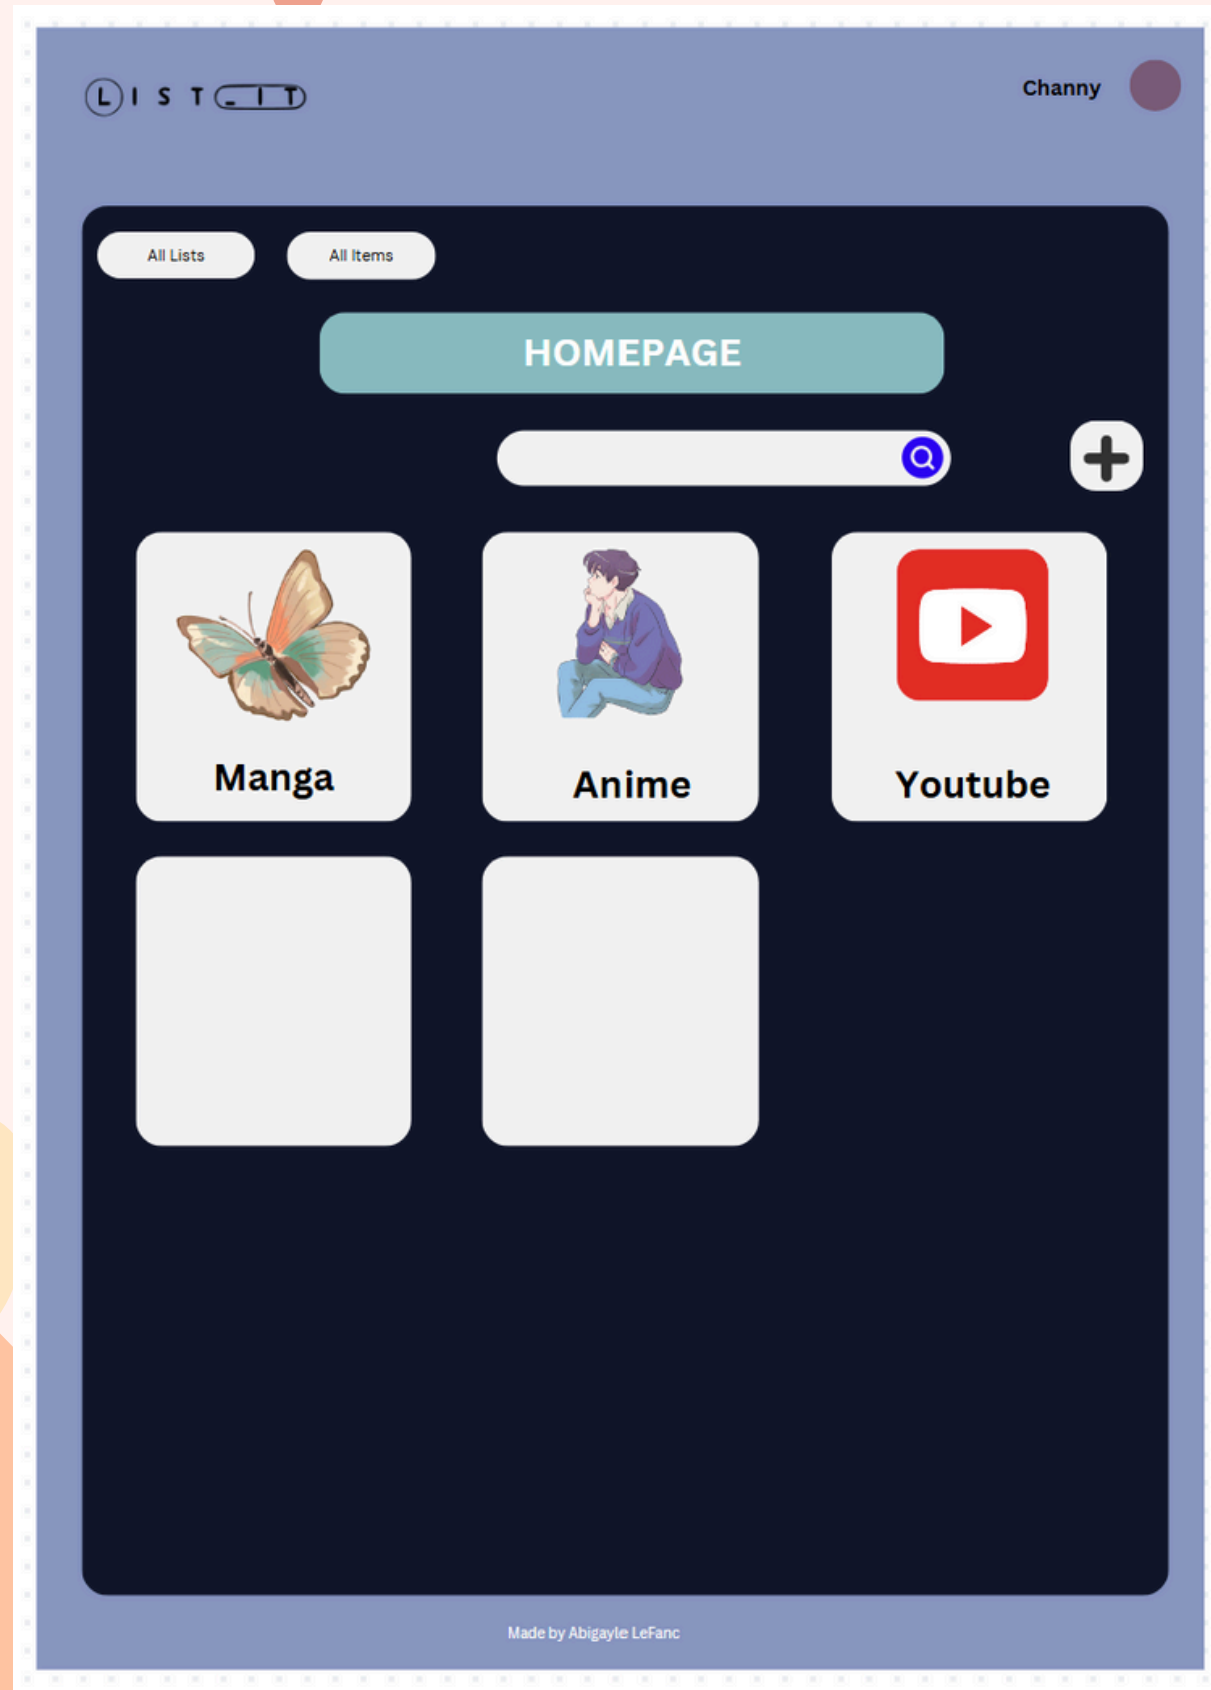 LIST_IT
Channy
All Lists
All Items
HOMEPAGE
Manga
Anime
Youtube
Made by Abigayle LeFanc